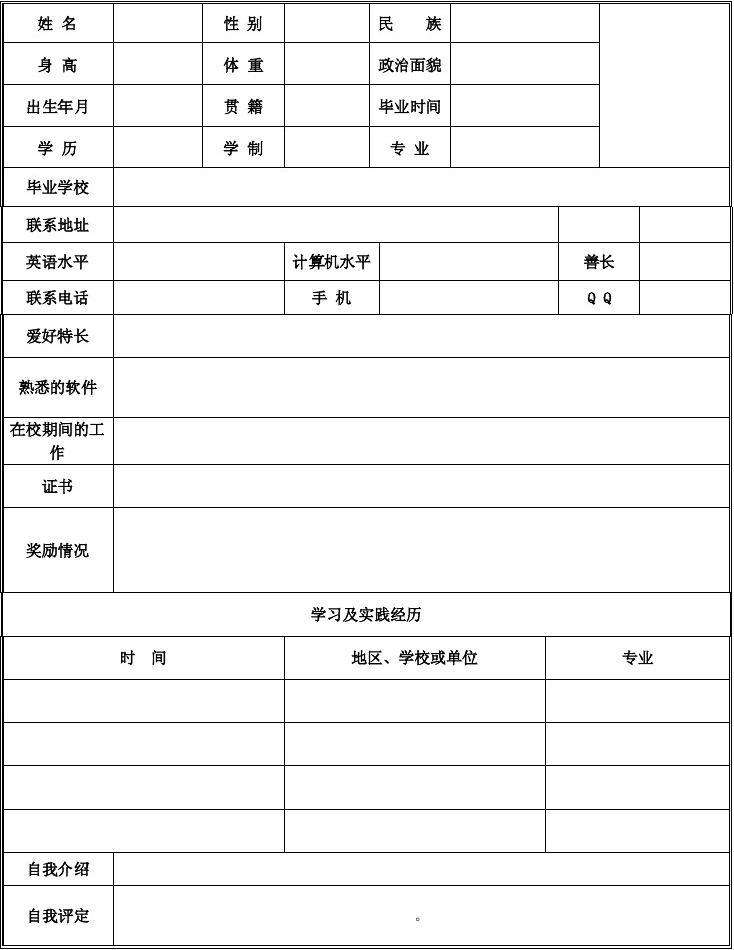 姓 名 性 别 民 族
身 高 体 重 政治面貌
出生年月 贯 籍 毕业时间
学 历 学 制 专 业
毕业学校
联系地址
英语水平 计算机水平 善长
联系电话 手 机 Q Q
爱好特长
熟悉的软件
在校期间的工
作
证书
奖励情况
学习及实践经历
时 间 地区、学校或单位 专业
自我介绍
自我评定 。